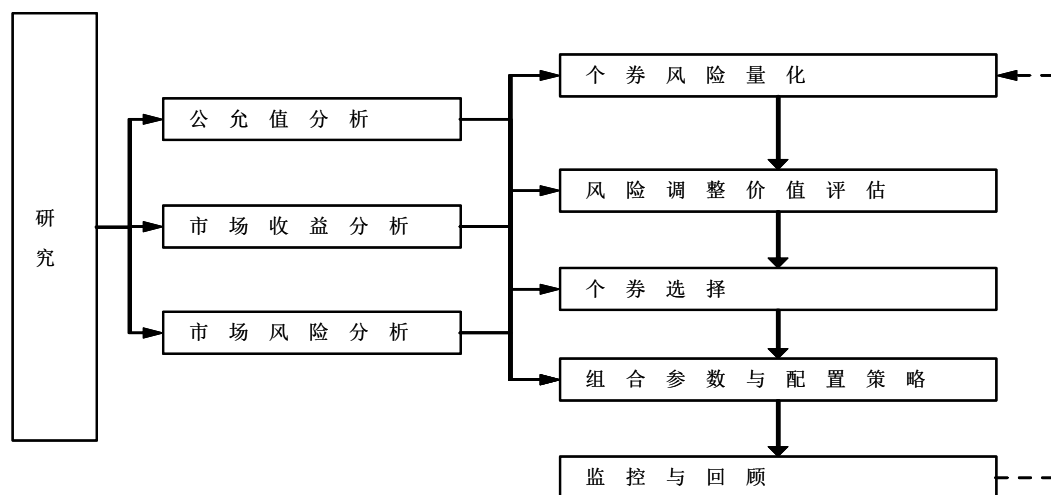 研
究
公允值分析
市场收益分析
市场风险分析
个券风险量化
风险调整价值评估
个券选择
组合参数与配置策略
监控与回顾